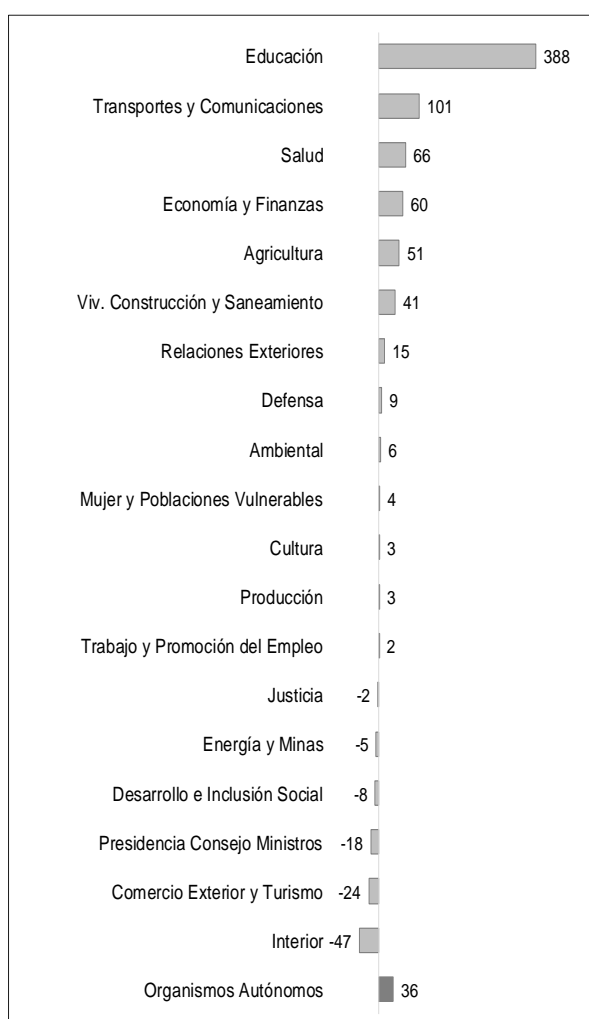 Educación 388
Transportes y Comunicaciones 101
Salud 66
Economía y Finanzas 60
Agricultura 51
Viv. Construcción y Saneamiento 41
Relaciones Exteriores 15
Defensa 9
Ambiental 6
Mujer y Poblaciones Vulnerables 4
Cultura 3
Producción 3
Trabajo y Promoción del Empleo 2
Justicia -2
Energía y Minas -5
Desarrollo e Inclusión Social -8
Presidencia Consejo Ministros -18
Comercio Exterior y Turismo -24
Interior -47
Organismos Autónomos 36